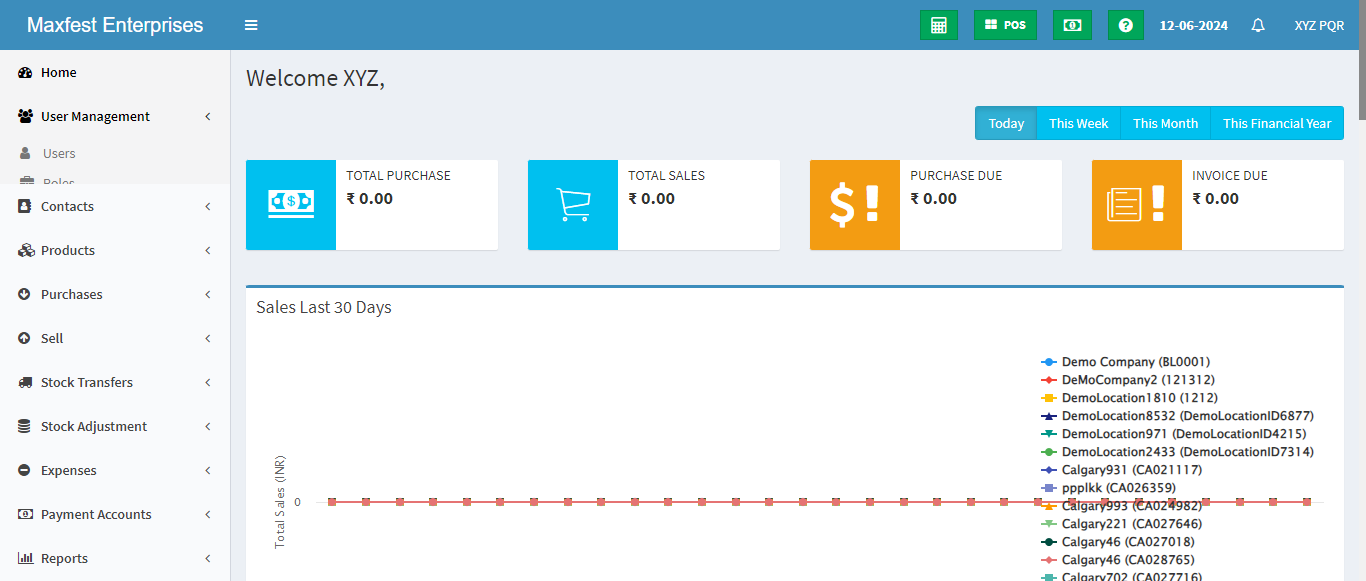 Maxfest Enterprises
POS
12-06-2024
XYZ PQR
Home
User Management
Users
Roles
Contacts
Products
Purchases
Sell
Stock Transfers
Stock Adjustment
Expenses
Payment Accounts
Reports
Welcome XYZ,
Today This Week This Month This Financial Year
TOTAL PURCHASE
₹ 0.00
TOTAL SALES
₹ 0.00
PURCHASE DUE
₹ 0.00
INVOICE DUE
₹ 0.00
Sales Last 30 Days
Total Sales (INR)
0
Demo Company (BL0001)
DeMoCompany2 (121312)
DemoLocation1810 (1212)
DemoLocation8532 (DemoLocationID6877)
DemoLocation971 (DemoLocationID4215)
DemoLocation2433 (DemoLocationID7314)
Calgary931 (CA021117)
ppplkk (CA026359)
Calgary993 (CA024982)
Calgary221 (CA027646)
Calgary46 (CA027018)
Calgary46 (CA028765)
Calgary702 (CA027716)